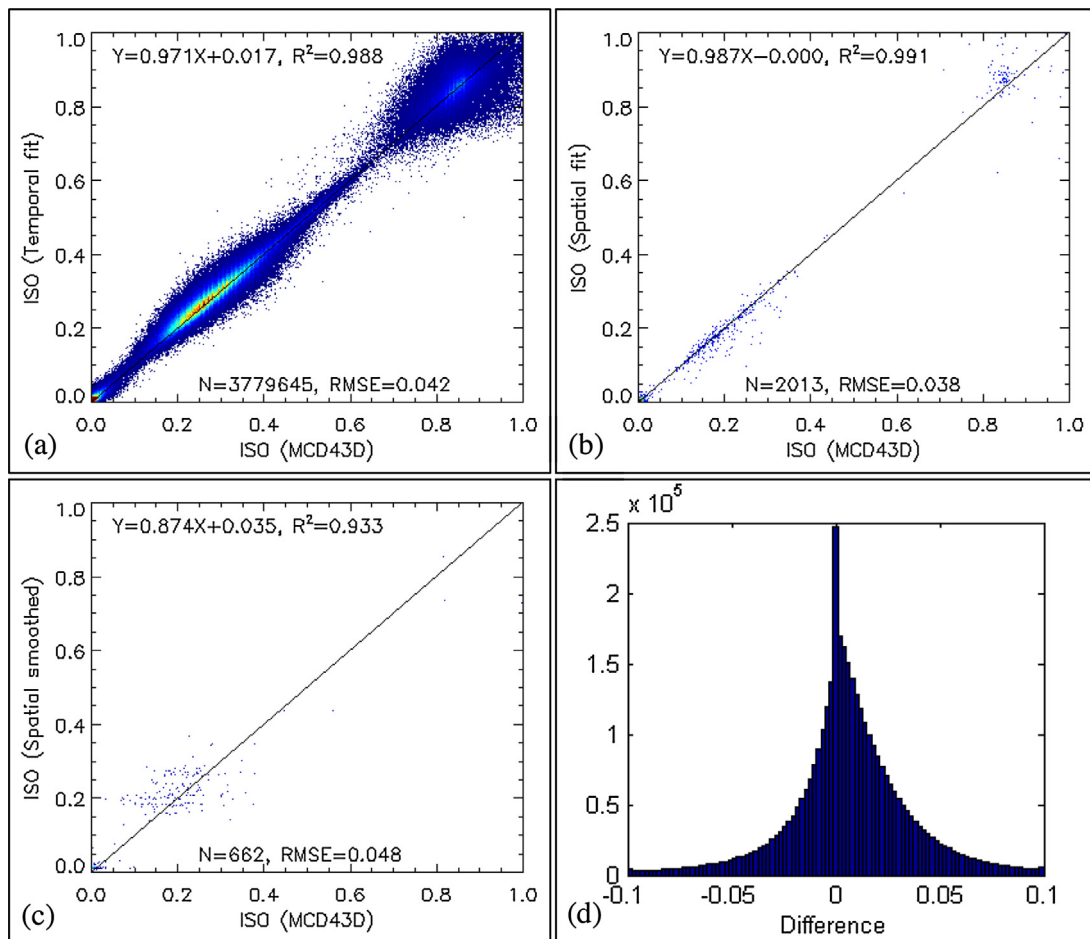 Y=0.971X+0.017, R²=0.988
1.0
0.8
0.6
0.4
0.2
0.0
ISO (Temporal fit)
N=3779645, RMSE=0.042
0.0 0.2 0.4 0.6 0.8 1.0
ISO (MCD43D)
(a)
Y=0.987X−0.000, R²=0.991
1.0
0.8
0.6
0.4
0.2
0.0
ISO (Spatial fit)
N=2013, RMSE=0.038
0.0 0.2 0.4 0.6 0.8 1.0
ISO (MCD43D)
(b)
Y=0.874X+0.035, R²=0.933
1.0
0.8
0.6
0.4
0.2
0.0
ISO (Spatial smoothed)
N=662, RMSE=0.048
0.0 0.2 0.4 0.6 0.8 1.0
ISO (MCD43D)
(c)
x 10⁵
2.5
2
1.5
1
0.5
0
-0.1 -0.05 0 0.05 0.1
Difference
(d)